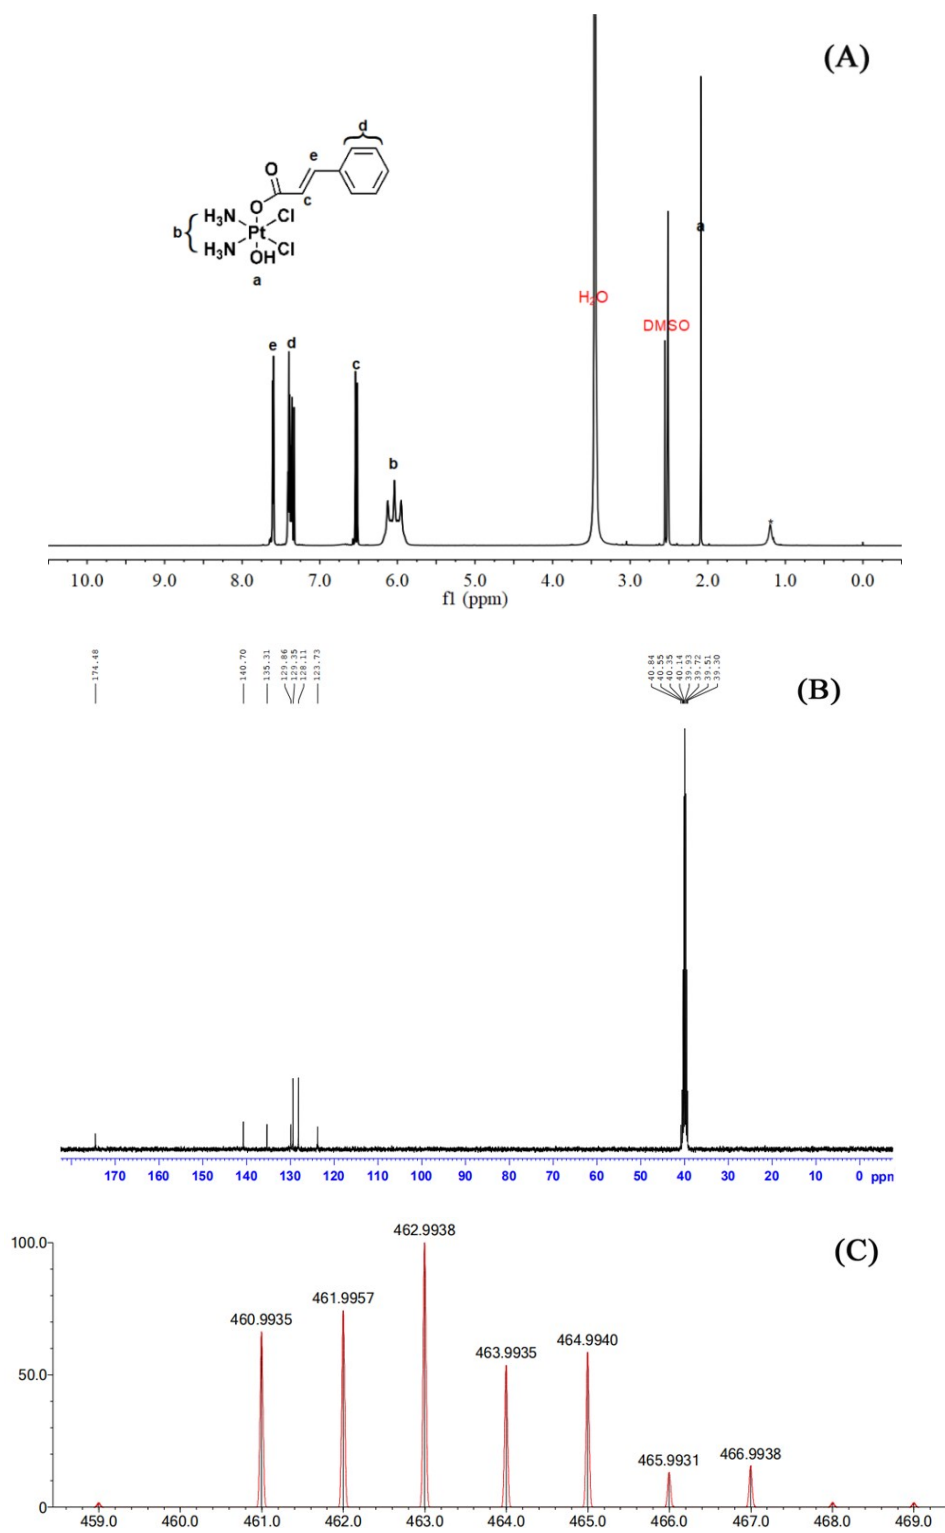 (A)
d
O
e
O
c
H₃N
Cl
b
Pt
H₃N
Cl
OH
a
a
H₂O
DMSO
e
d
c
b
*
10.0 9.0 8.0 7.0 6.0 5.0 4.0 3.0 2.0 1.0 0.0
f1 (ppm)
174.48
140.70
135.31
129.86
129.35
128.11
123.73
40.84
40.55
40.35
40.14
39.93
39.72
39.51
39.30
(B)
170 160 150 140 130 120 110 100 90 80 70 60 50 40 30 20 10 0 ppm
(C)
100.0
50.0
0
462.9938
461.9957
460.9935
463.9935
464.9940
465.9931
466.9938
459.0 460.0 461.0 462.0 463.0 464.0 465.0 466.0 467.0 468.0 469.0